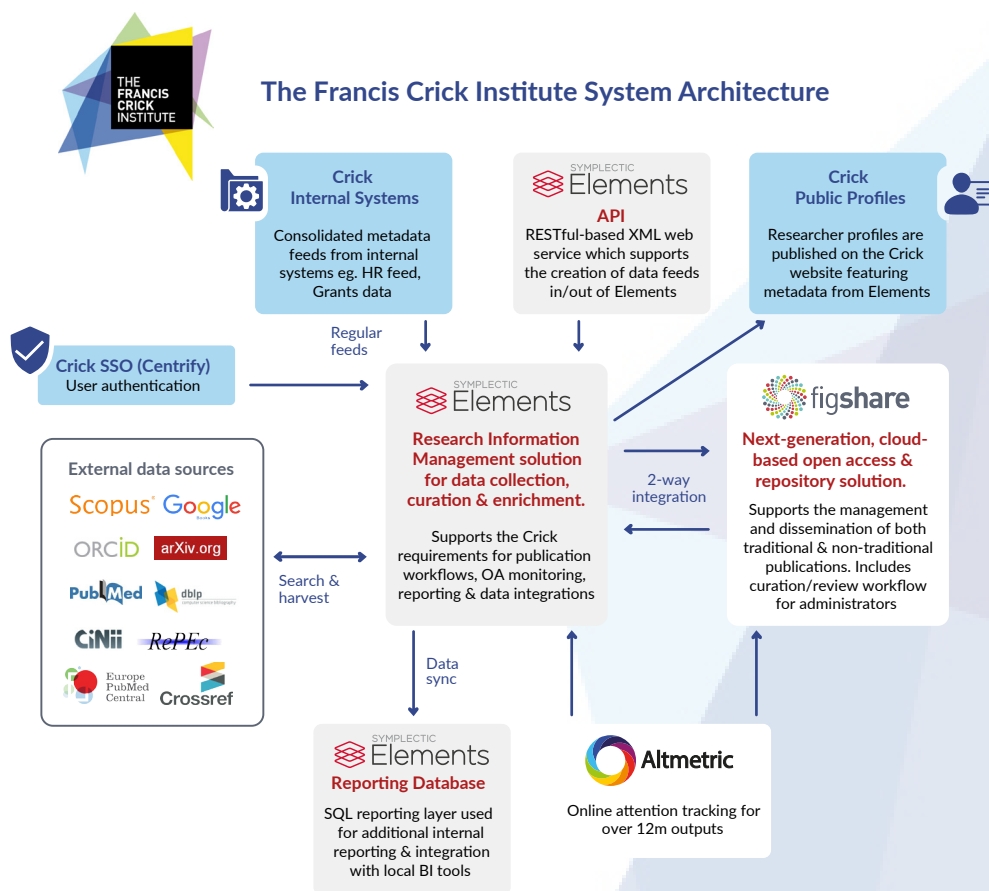 THE
FRANCIS
CRICK
INSTITUTE
The Francis Crick Institute System Architecture
Crick
Internal Systems
Consolidated metadata
feeds from internal
systems eg. HR feed,
Grants data
SYMPLECTIC
Elements
API
RESTful-based XML web
service which supports
the creation of data feeds
in/out of Elements
Crick
Public Profiles
Researcher profiles are
published on the Crick
website featuring
metadata from Elements
Regular
feeds
Crick SSO (Centrify)
User authentication
SYMPLECTIC
Elements
Research Information
Management solution
for data collection,
curation & enrichment.
Supports the Crick
requirements for publication
workflows, OA monitoring,
reporting & data integrations
2-way
integration
figshare
Next-generation, cloud-
based open access &
repository solution.
Supports the management
and dissemination of both
traditional & non-traditional
publications. Includes
curation/review workflow
for administrators
External data sources
Scopus
Google
ORCID
arXiv.org
PubMed
dblp
computer science bibliography
CiNii
RePEc
Europe
PubMed
Central
Crossref
Search &
harvest
Data
sync
SYMPLECTIC
Elements
Reporting Database
SQL reporting layer used
for additional internal
reporting & integration
with local BI tools
Altmetric
Online attention tracking for
over 12m outputs